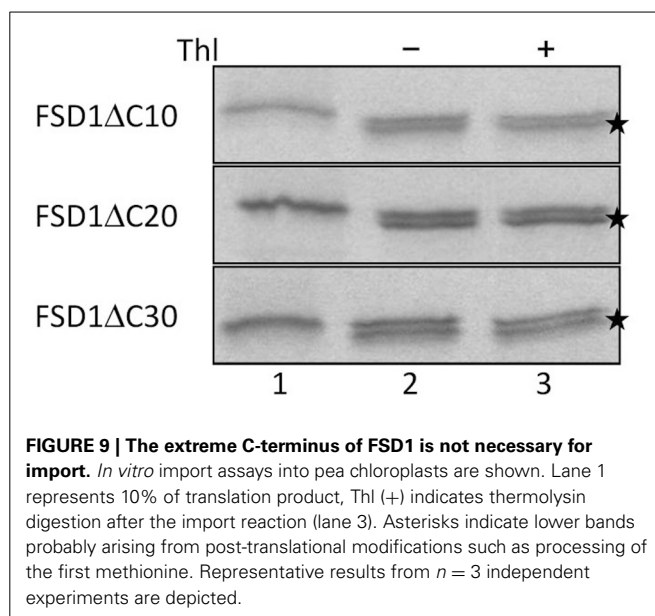 Thl − +
FSD1ΔC10
FSD1ΔC20
FSD1ΔC30
1 2 3
FIGURE 9 | The extreme C-terminus of FSD1 is not necessary for
import. In vitro import assays into pea chloroplasts are shown. Lane 1
represents 10% of translation product, Thl (+) indicates thermolysin
digestion after the import reaction (lane 3). Asterisks indicate lower bands
probably arising from post-translational modifications such as processing of
the first methionine. Representative results from n = 3 independent
experiments are depicted.